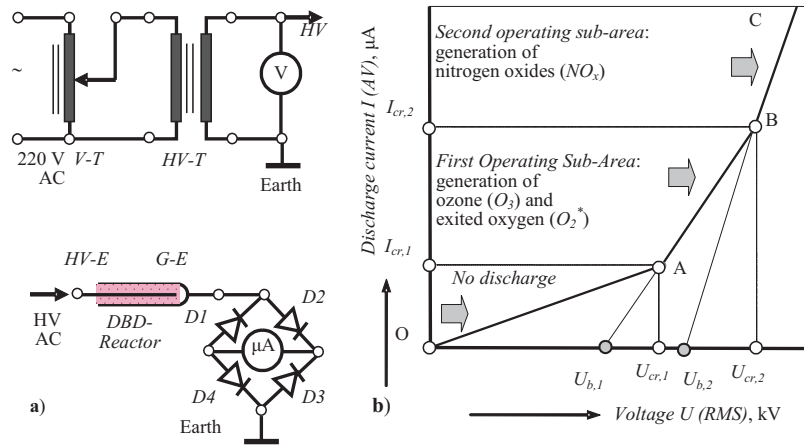 HV
~
V
220 V
AC
V-T
HV-T
Earth
HV-E
G-E
HV
AC
DBD-
Reactor
D1
D2
μA
D4
D3
Earth
a)
Discharge current I (AV), μA
Second operating sub-area:
generation of
nitrogen oxides (NOx)
C
Icr,2
B
First Operating Sub-Area:
generation of
ozone (O3) and
exited oxygen (O2*)
Icr,1
A
No discharge
O
Ub,1
Ucr,1
Ub,2
Ucr,2
b)
Voltage U (RMS), kV